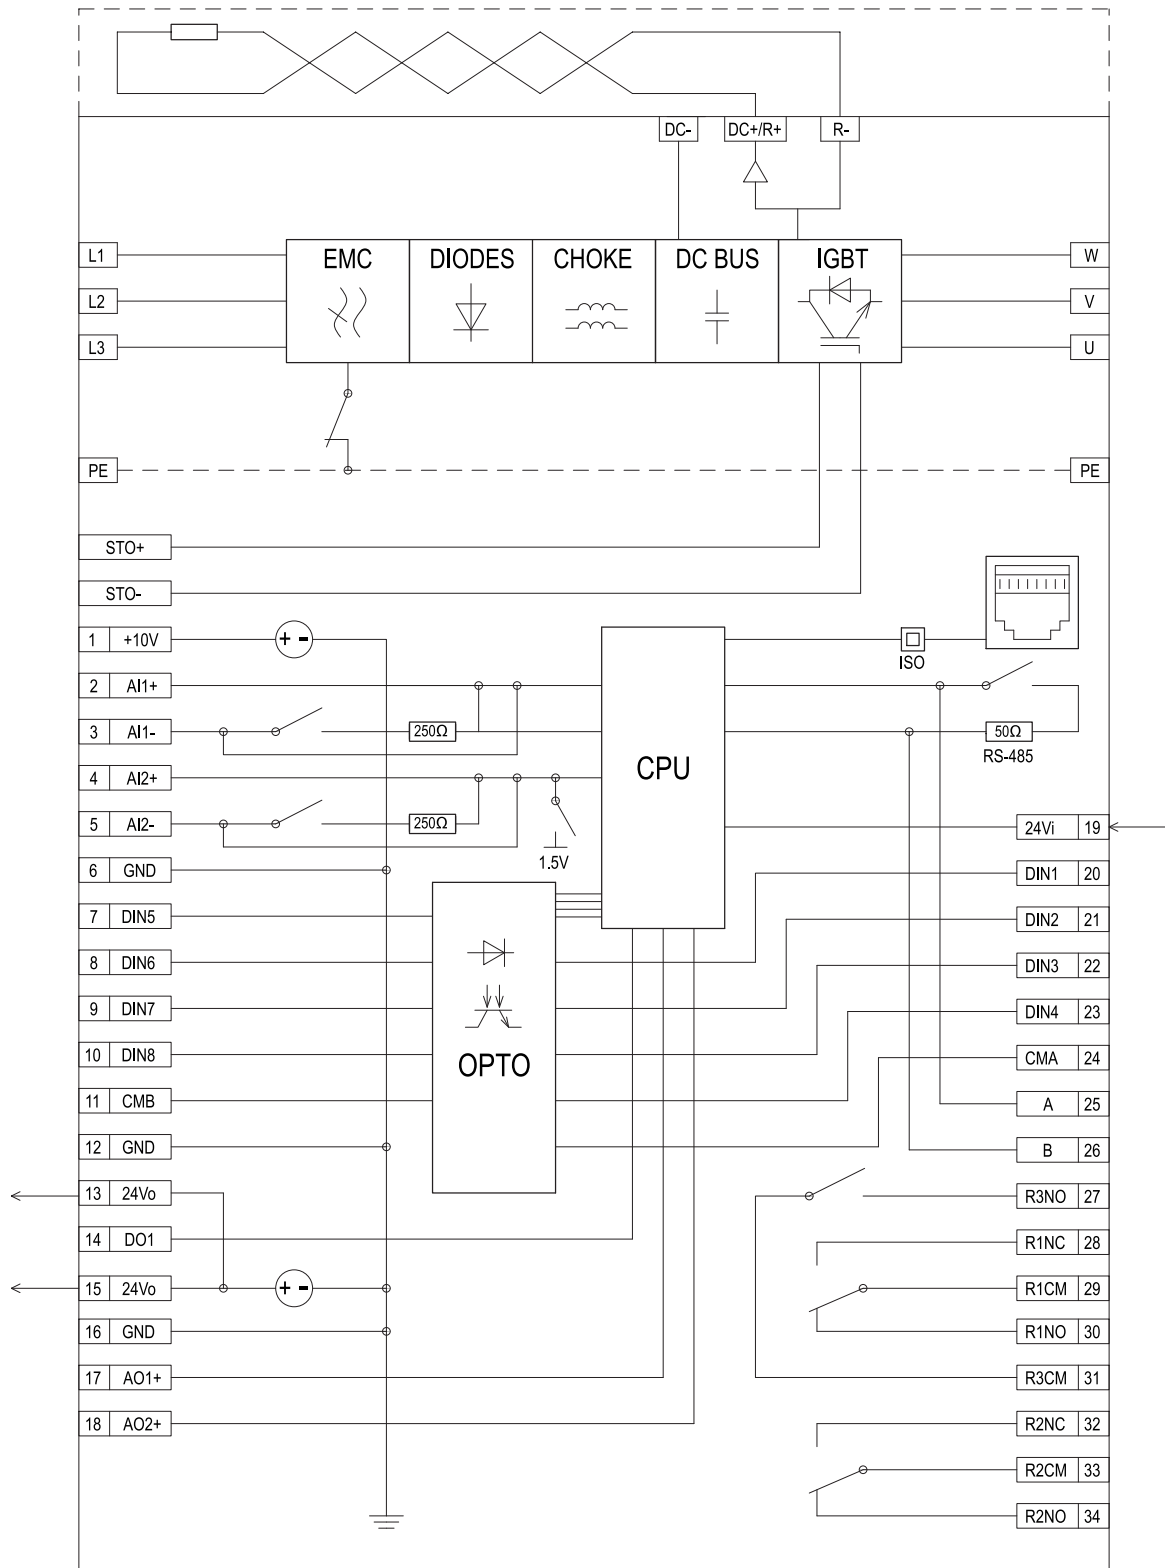 DC- DC+/R+ R-
EMC DIODES CHOKE DC BUS IGBT
L1 W
L2 V
L3 U
PE PE
STO+
STO-
1 +10V + -
ISO
2 AI1+
3 AI1- 250Ω 50Ω
RS-485
CPU
4 AI2+
5 AI2- 250Ω 24Vi 19
1.5V
6 GND DIN1 20
7 DIN5 DIN2 21
8 DIN6 DIN3 22
9 DIN7 DIN4 23
10 DIN8 OPTO CMA 24
11 CMB A 25
12 GND B 26
13 24Vo R3NO 27
14 DO1 R1NC 28
15 24Vo + - R1CM 29
16 GND R1NO 30
17 AO1+ R3CM 31
18 AO2+ R2NC 32
R2CM 33
R2NO 34